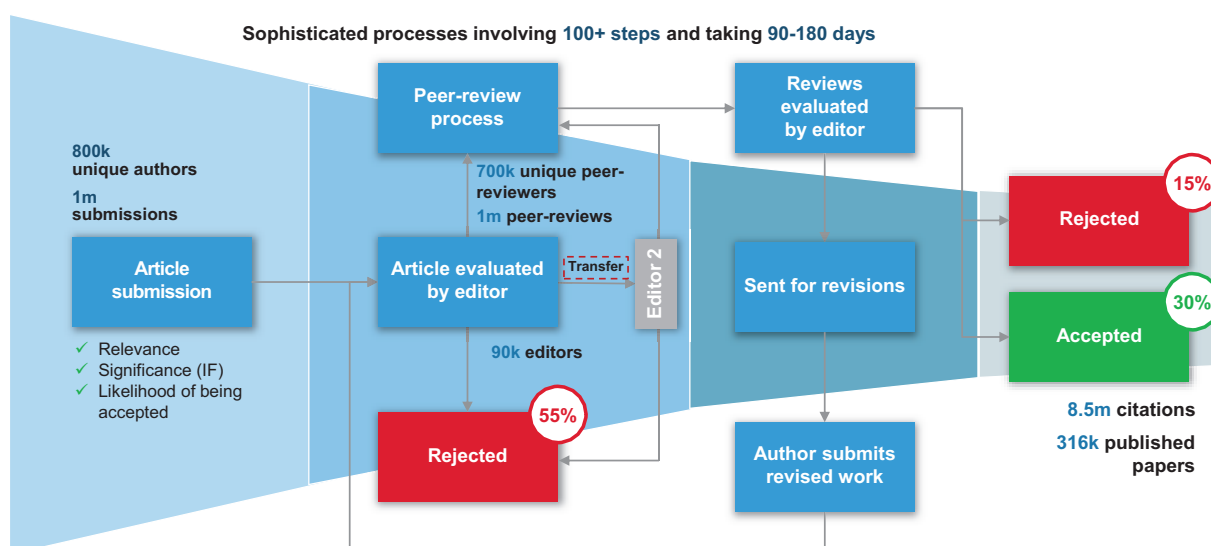 Sophisticated processes involving 100+ steps and taking 90-180 days
800k
unique authors
1m
submissions
Article
submission
✓ Relevance
✓ Significance (IF)
✓ Likelihood of being
accepted
Peer-review
process
700k unique peer-
reviewers
1m peer-reviews
Article evaluated
by editor
Transfer
Editor 2
90k editors
55%
Rejected
Reviews
evaluated
by editor
Sent for revisions
Author submits
revised work
15%
Rejected
30%
Accepted
8.5m citations
316k published
papers